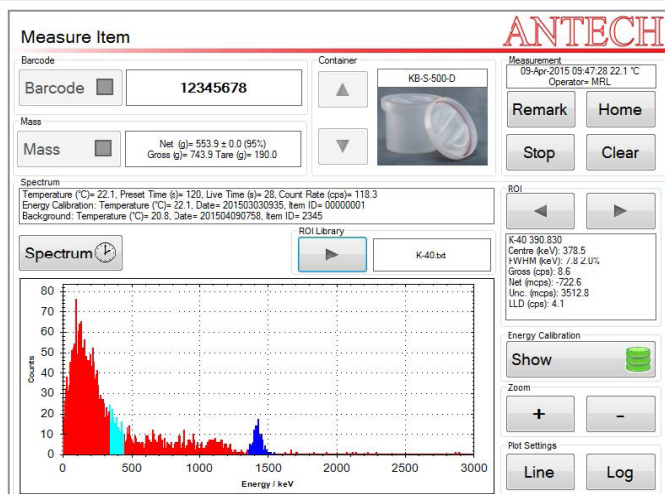 Measure Item
ANTECH
Barcode
Barcode
12345678
Container
KB-S-500-D
Measurement
09-Apr-2015 09:47:28 22.1 °C
Operator= MRL
Remark
Home
Stop
Clear
Mass
Mass
Net (g)= 553.9 ± 0.0 (95%)
Gross (g)= 743.9 Tare (g)= 190.0
Spectrum
Temperature (°C)= 22.1, Preset Time (s)= 120, Live Time (s)= 28, Count Rate (cps)= 118.3
Energy Calibration: Temperature (°C)= 22.1, Date= 201503030935, Item ID= 00000001
Background: Temperature (°C)= 20.8, Date= 201504090758, Item ID= 2345
Spectrum
ROI Library
K-40.txt
ROI
K-40 390.830
Centre (keV): 378.5
FWHM (keV): 7.8 2.0%
Gross (cps): 8.6
Net (mcps): -722.6
Unc. (mcps): 3512.8
LLD (cps): 4.1
Energy Calibration
Show
Zoom
+
-
Plot Settings
Line
Log
80
70
60
50
40
30
20
10
0
Counts
0
500
1000
1500
2000
2500
3000
Energy / keV